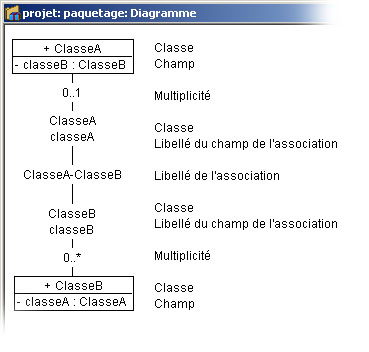 projet: paquetage: Diagramme
+ ClasseA Classe
- classeB : ClasseB Champ
0..1 Multiplicité
ClasseA Classe
classeA Libellé du champ de l'association
ClasseA-ClasseB Libellé de l'association
ClasseB Classe
classeB Libellé du champ de l'association
0..* Multiplicité
+ ClasseB Classe
- classeA : ClasseA Champ